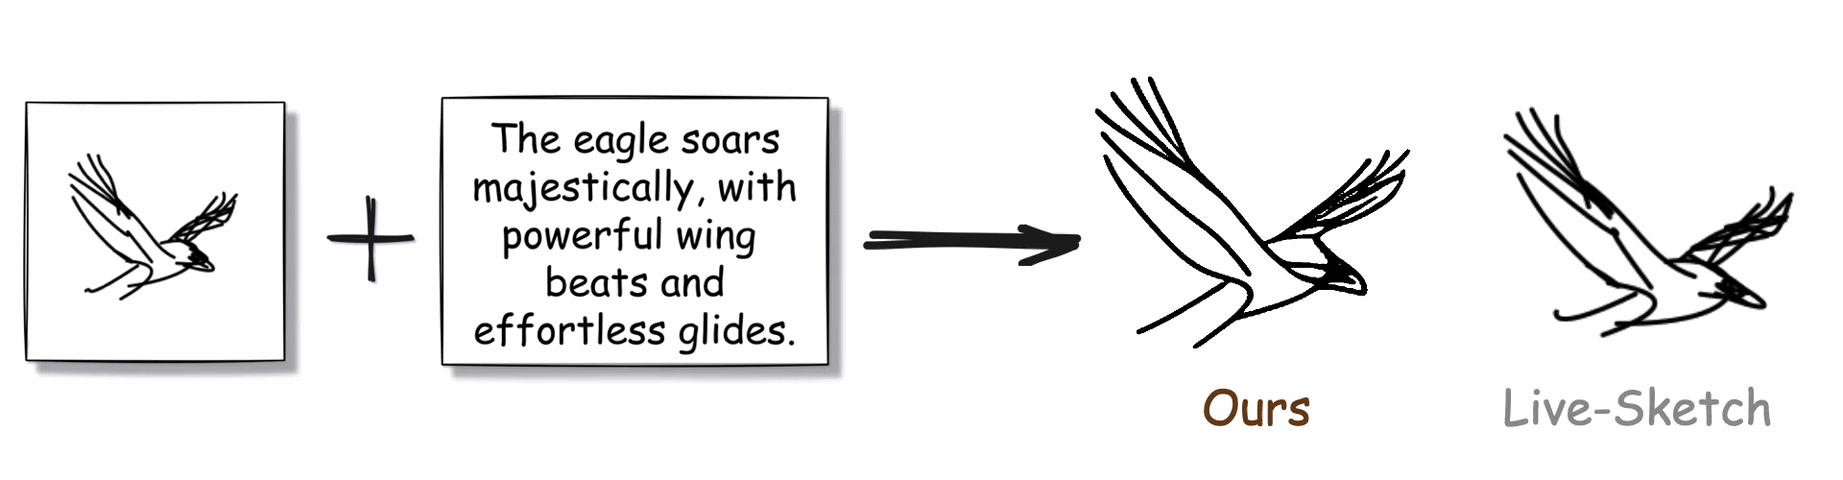 The eagle soars
majestically, with
powerful wing
beats and
effortless glides.
Ours
Live-Sketch